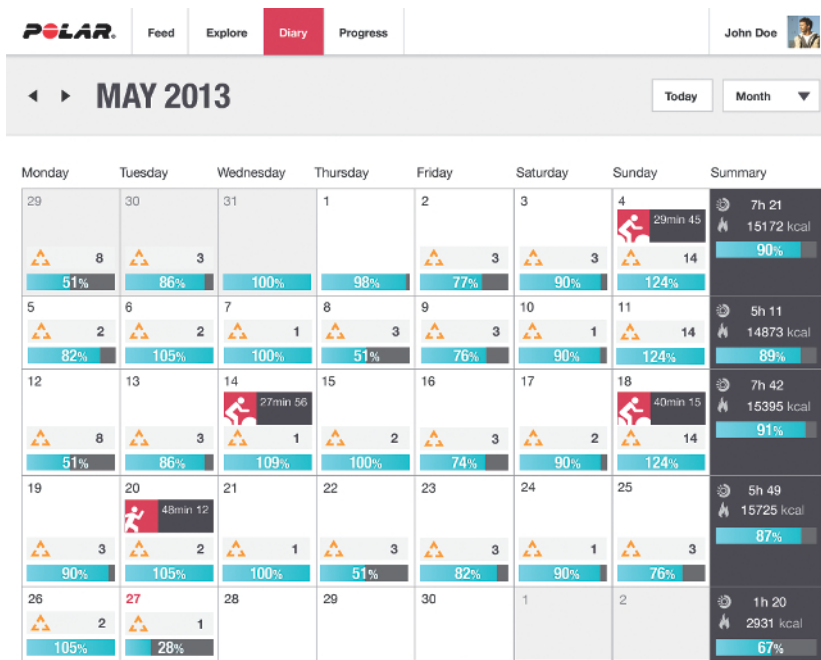 POLAR. Feed Explore Diary Progress John Doe
MAY 2013 Today Month
Monday Tuesday Wednesday Thursday Friday Saturday Sunday Summary
29 30 31 1 2 3 4 7h 21
29min 45 15172 kcal
8 3 3 3 14 90%
51% 86% 100% 98% 77% 90% 124%
5 6 7 8 9 10 11 5h 11
2 2 1 3 3 1 14 14873 kcal
82% 105% 100% 51% 76% 90% 124% 89%
12 13 14 15 16 17 18 7h 42
27min 56 40min 15 15395 kcal
8 3 1 2 3 2 14 91%
51% 86% 109% 100% 74% 90% 124%
19 20 21 22 23 24 25 5h 49
48min 12 15725 kcal
3 2 1 3 3 1 3 87%
90% 105% 100% 51% 82% 90% 76%
26 27 28 29 30 1 2 1h 20
2 1 2931 kcal
105% 28% 67%